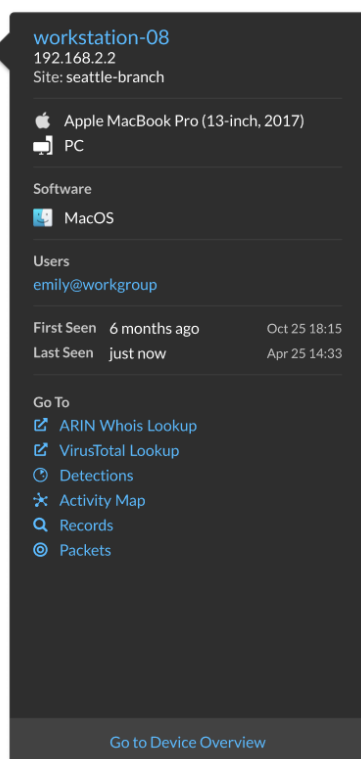 workstation-08
192.168.2.2
Site: seattle-branch
Apple MacBook Pro (13-inch, 2017)
PC
Software
MacOS
Users
emily@workgroup
First Seen 6 months ago Oct 25 18:15
Last Seen just now Apr 25 14:33
Go To
ARIN Whois Lookup
VirusTotal Lookup
Detections
Activity Map
Records
Packets
Go to Device Overview